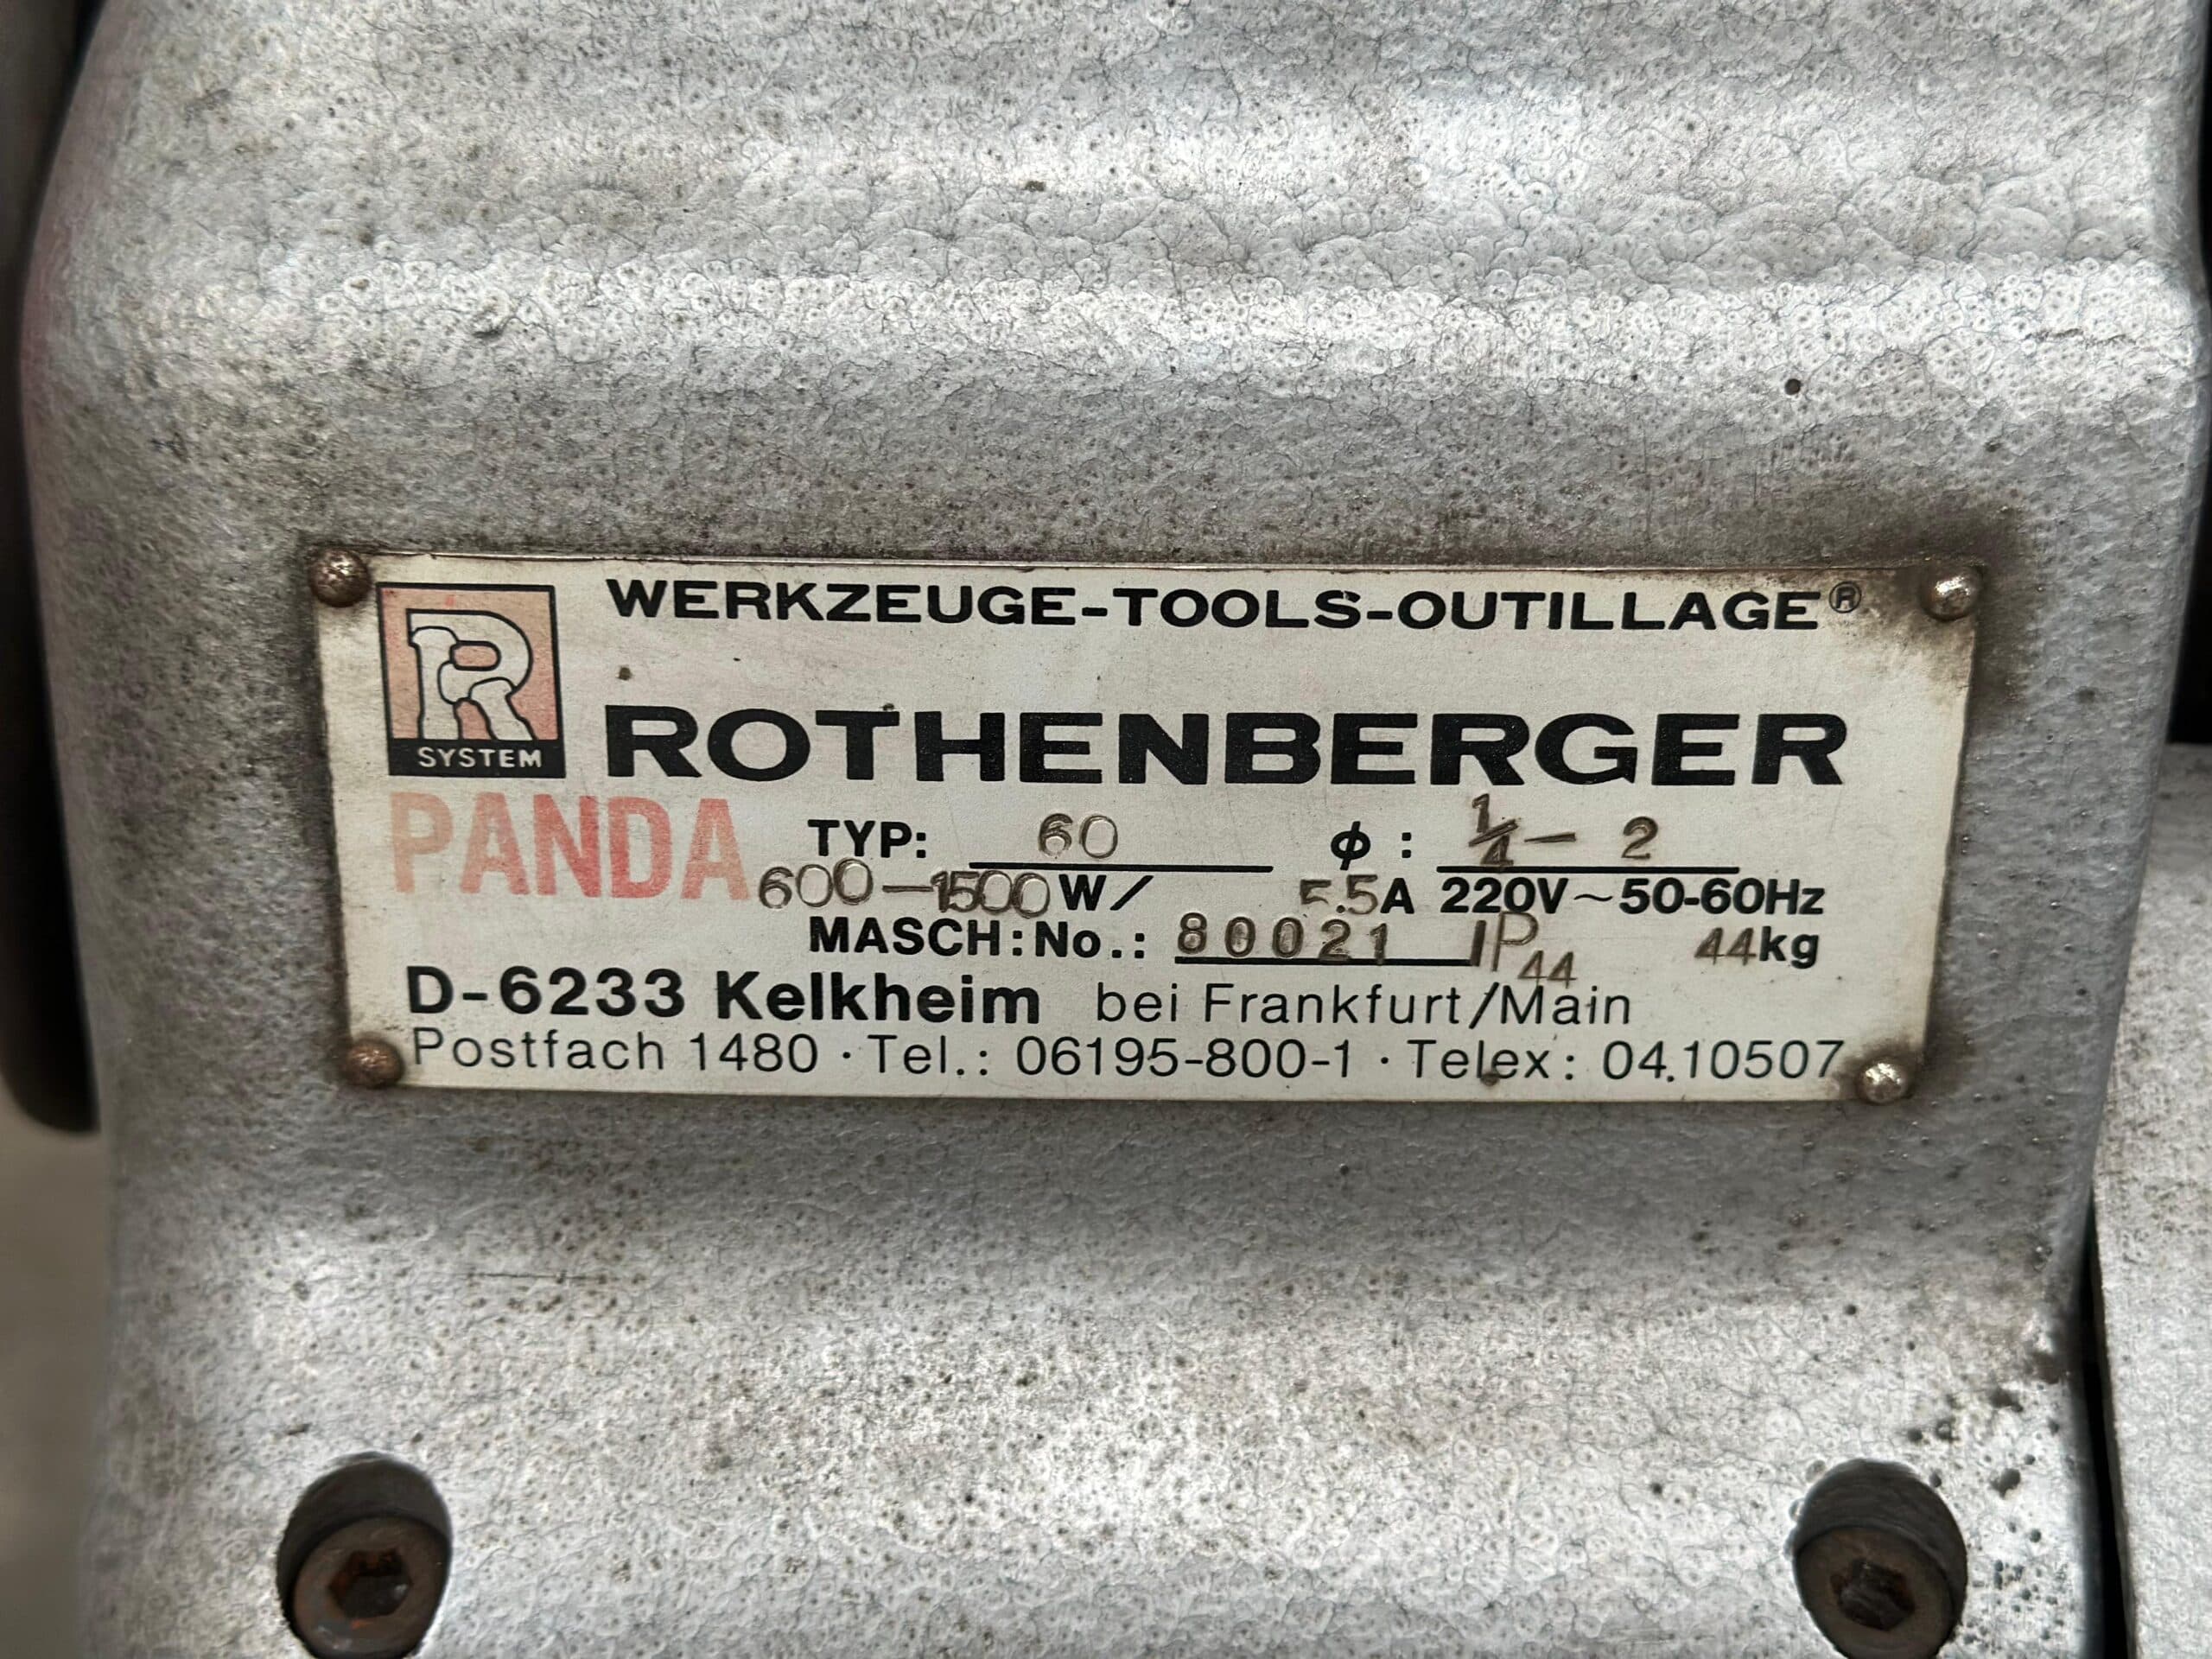 WERKZEUGE-TOOLS-OUTILLAGE®
R
SYSTEM
ROTHENBERGER
PANDA
TYP: 60 ϕ: 1/4 - 2
600-1500 W/ 5.5A 220V~50-60Hz
MASCH:No.: 80021 IP44 44kg
D-6233 Kelkheim bei Frankfurt/Main
Postfach 1480 · Tel.: 06195-800-1 · Telex: 04.10507